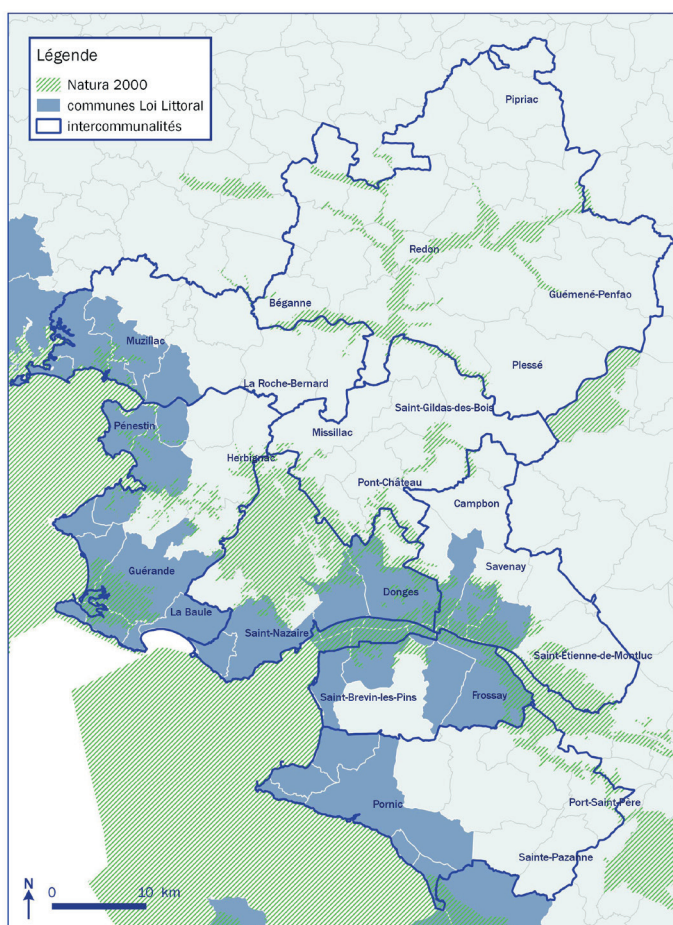 Légende
Natura 2000
communes Loi Littoral
intercommunalités
Pipriac
Redon
Guémené-Penfao
Béganne
Muzillac
Plessé
La Roche-Bernard
Saint-Gildas-des-Bois
Pénestin
Missillac
Herbignac
Pont-Château
Campbon
Savenay
Guérande
Donges
La Baule
Saint-Nazaire
Saint-Etienne-de-Montluc
Saint-Brevin-les-Pins
Frossay
Pornic
Port-Saint-Père
Sainte-Pazanne
N
0 10 km